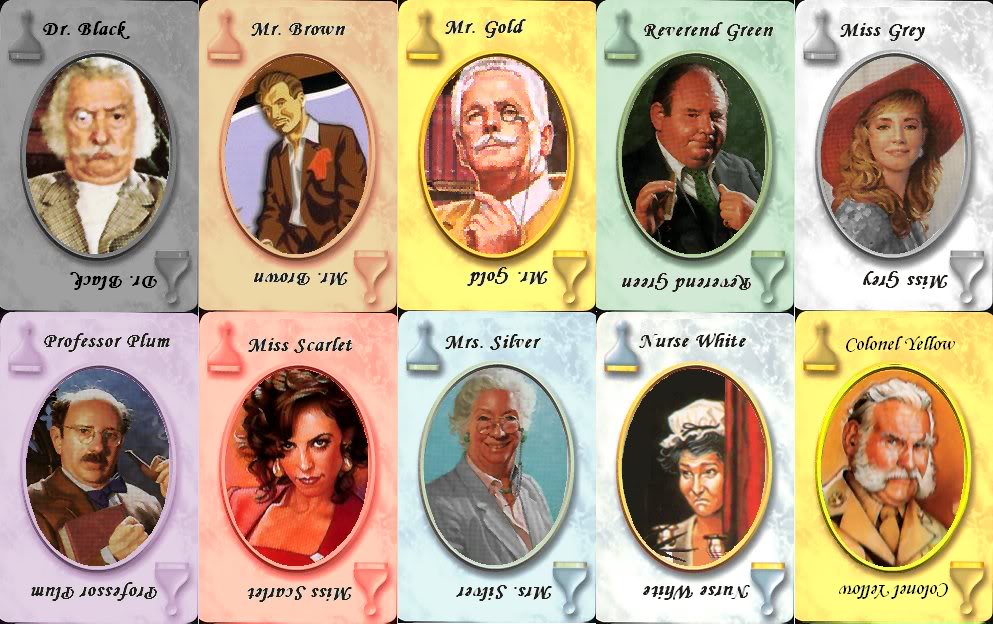 Dr. Black
Mr. Brown
Mr. Gold
Reverend Green
Miss Grey
Dr. Black
Mr. Brown
Mr. Gold
Reverend Green
Miss Grey
Professor Plum
Miss Scarlet
Mrs. Silver
Nurse White
Colonel Yellow
Professor Plum
Miss Scarlet
Mrs. Silver
Nurse White
Colonel Yellow